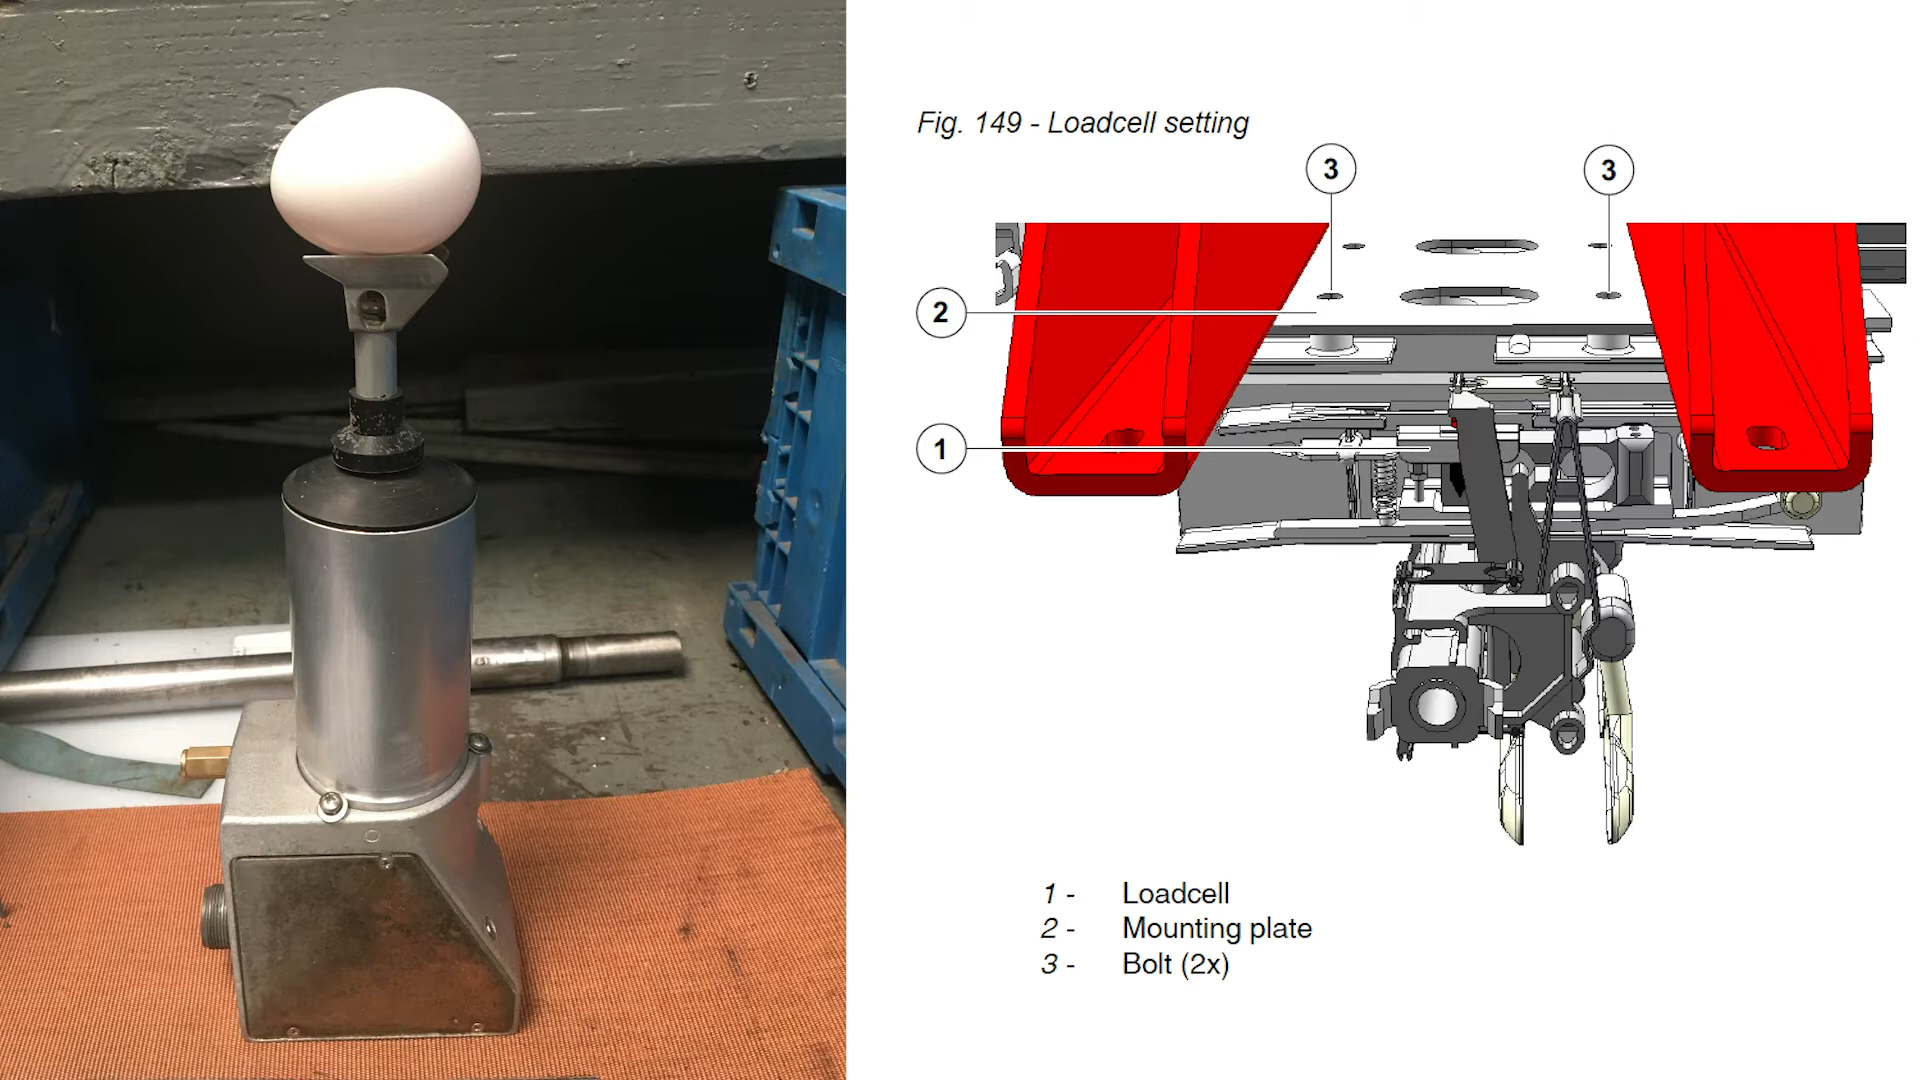 Fig. 149 - Loadcell setting
3
3
2
1
1 - Loadcell
2 - Mounting plate
3 - Bolt (2x)